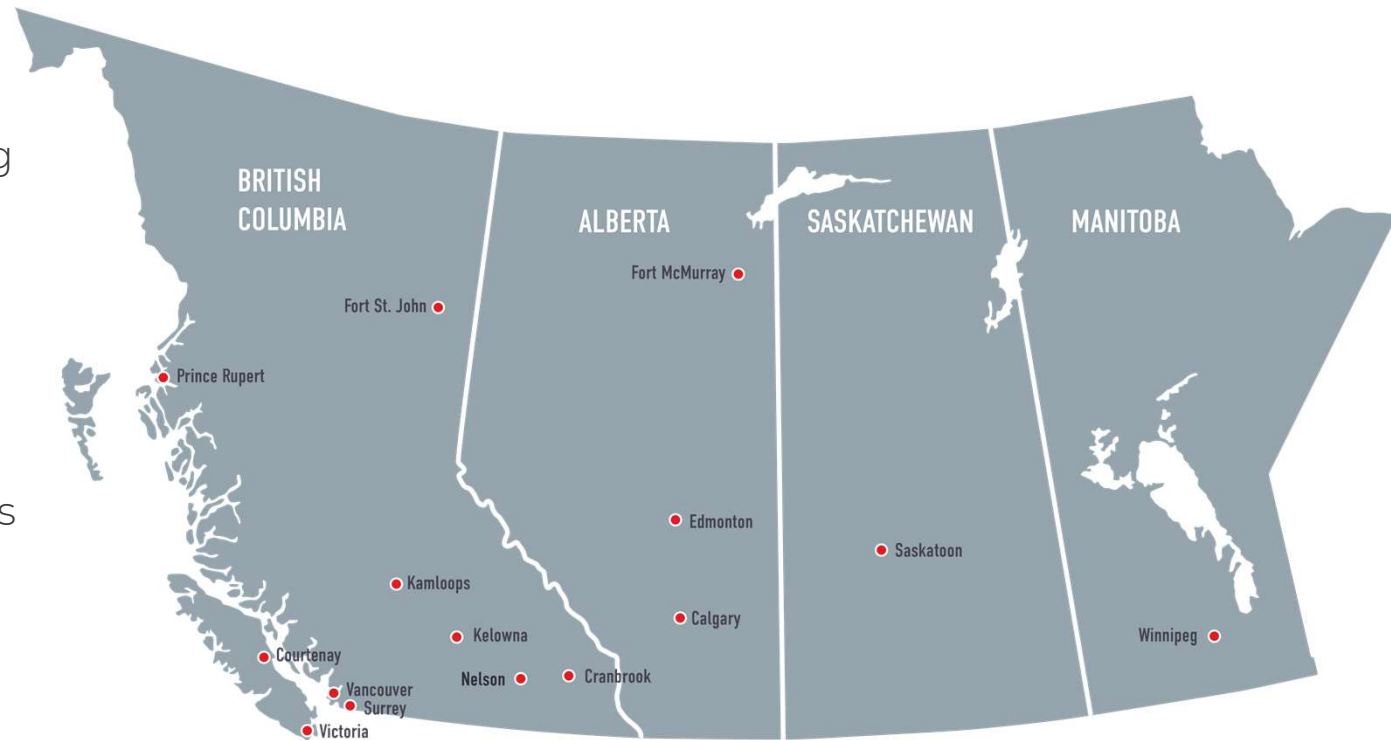 g
BRITISH
COLUMBIA
ALBERTA
SASKATCHEWAN
MANITOBA
Fort McMurray
Fort St. John
Prince Rupert
s
Edmonton
Saskatoon
Kamloops
Calgary
Kelowna
Winnipeg
Courtenay
Nelson
Cranbrook
Vancouver
Surrey
Victoria